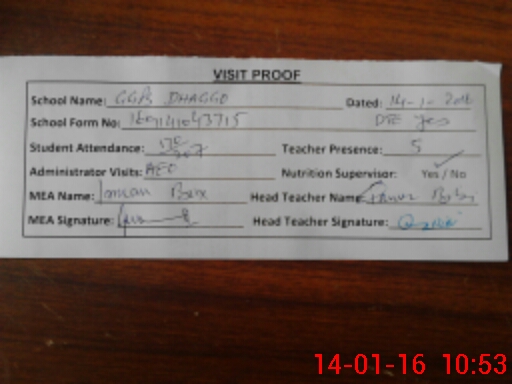 VISIT PROOF
School Name: GGPS DHAGGO Dated: 14-1-2016
School Form No: DTE yes
Student Attendance: Teacher Presence: 5
Administrator Visits: AEO Nutrition Supervisor: Yes / No
MEA Name: Head Teacher Name:
MEA Signature: Head Teacher Signature:
14-01-16 10:53